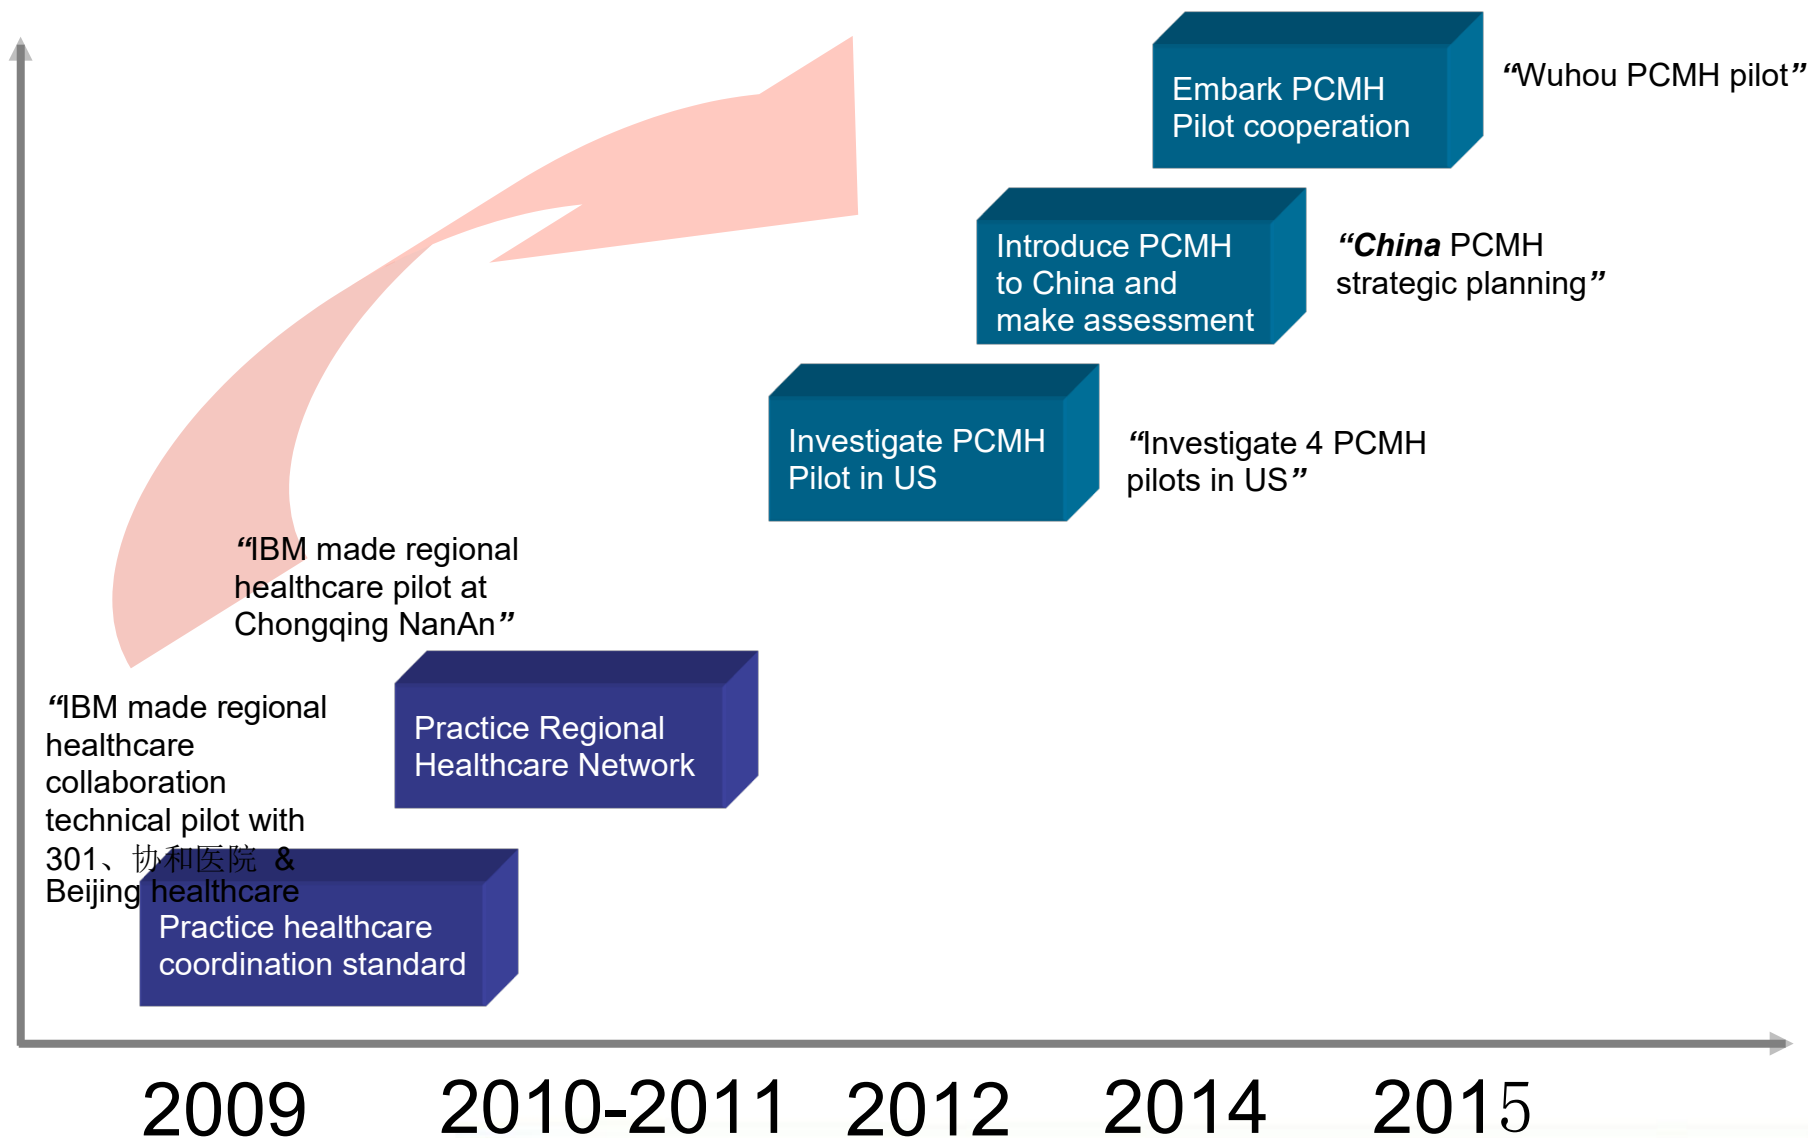 Embark PCMH
Pilot cooperation
“Wuhou PCMH pilot”
Introduce PCMH
to China and
make assessment
“China PCMH
strategic planning”
Investigate PCMH
Pilot in US
“Investigate 4 PCMH
pilots in US”
“IBM made regional
healthcare pilot at
Chongqing NanAn”
Practice Regional
Healthcare Network
“IBM made regional
healthcare
collaboration
technical pilot with
301、协和医院 &
Beijing healthcare
Practice healthcare
coordination standard
2009
2010-2011
2012
2014
2015